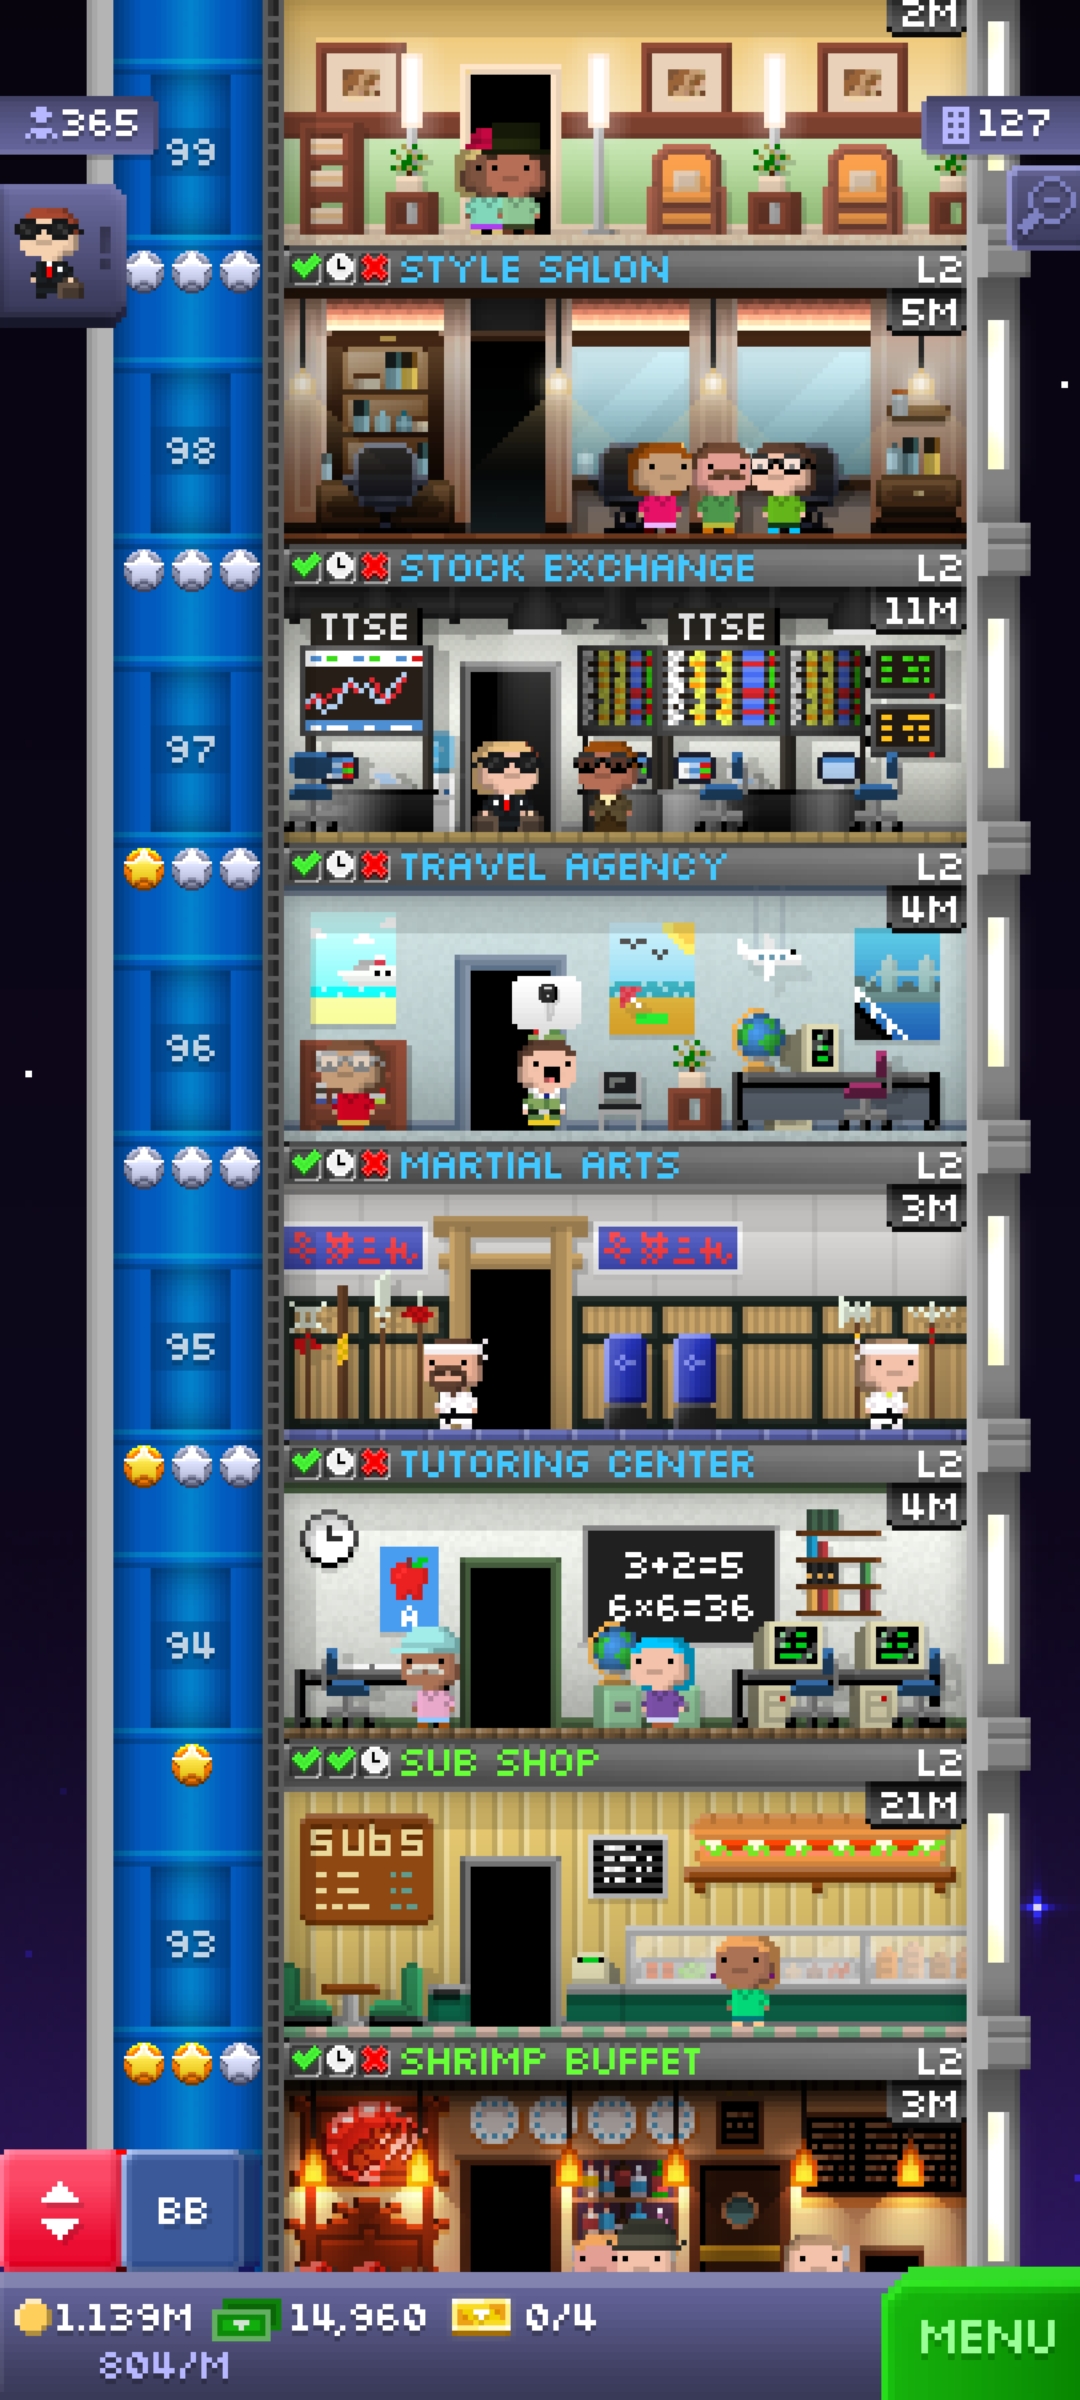 2M
365
127
99
STYLE SALON L2
5M
98
STOCK EXCHANGE L2
11M
TTSE TTSE
97
TRAVEL AGENCY L2
4M
96
MARTIAL ARTS L2
3M
95
TUTORING CENTER L2
4M
3+2=5
6×6=36
A
94
SUB SHOP L2
21M
SUBS
93
SHRIMP BUFFET L2
3M
BB
1.139M 14,960 0/4
804/M
MENU